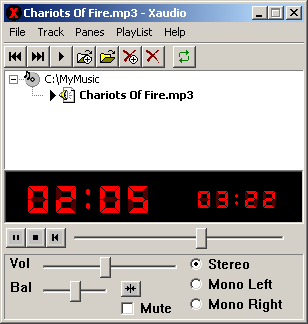 Chariots Of Fire.mp3 - Xaudio
File Track Panes PlayList Help
C:\MyMusic
Chariots Of Fire.mp3
02:05 03:22
Vol
Stereo
Bal
Mono Left
Mute
Mono Right